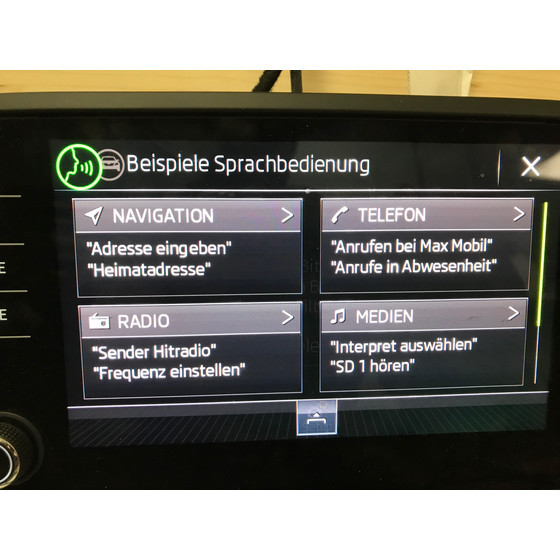 Beispiele Sprachbedienung
NAVIGATION
"Adresse eingeben"
"Heimatadresse"
TELEFON
"Anrufen bei Max Mobil"
"Anrufe in Abwesenheit"
RADIO
"Sender Hitradio"
"Frequenz einstellen"
MEDIEN
"Interpret auswählen"
"SD 1 hören"
E
E